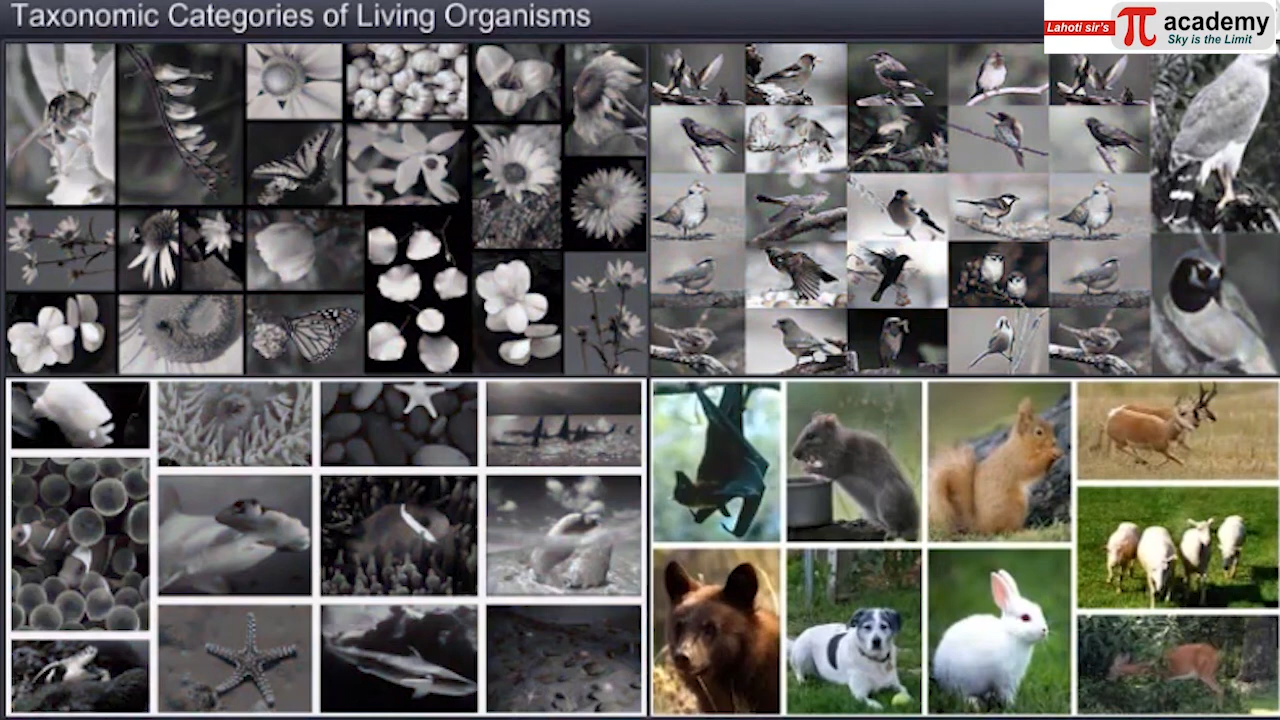 Taxonomic Categories of Living Organisms
Lahoti sir's
π academy
Sky is the Limit